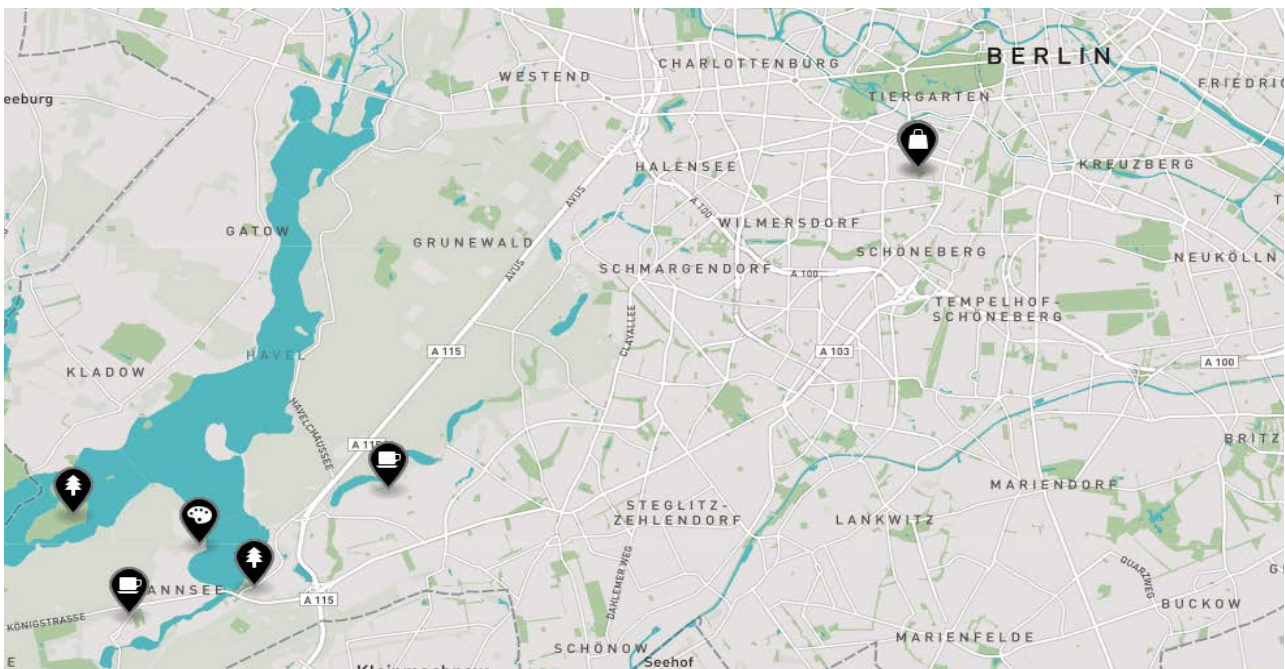 BERLIN
CHARLOTTENBURG
WESTEND
TIERGARTEN
FRIEDRIC
eeburg
HALENSEE
KREUZBERG
AVUS
A 100
WILMERSDORF
GATOW
GRUNEWALD
SCHÖNEBERG
NEUKÖLLN
AVUS
SCHMARGENDORF
A 100
TEMPELHOF-
SCHÖNEBERG
CLAYALLEE
HAVEL
A 115
A 103
A 100
KLADOW
HAVELCHAUSSEE
A 115
BRITZ
MARIENDORF
STEGLITZ-
ZEHLENDORF
LANKWITZ
QUARZWEG
ANNSEE
A 115
DAHLEMER WEG
BUCKOW
KÖNIGSTRASSE
MARIENFELDE
SCHÖNOW
Seehof